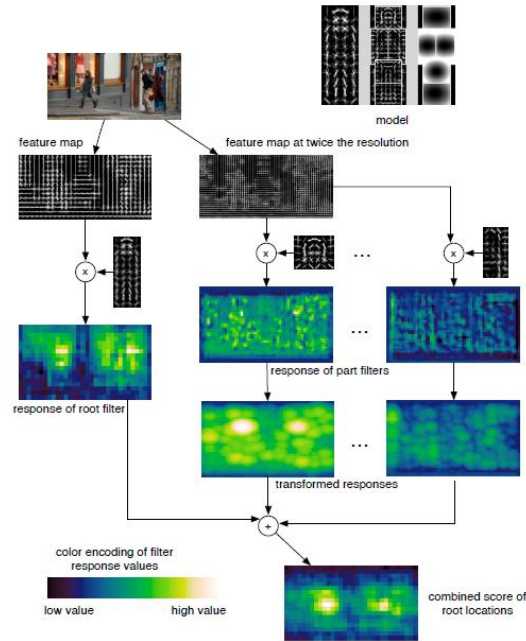 model
feature map
feature map at twice the resolution
x
x
...
x
response of part filters
...
response of root filter
...
transformed responses
+
color encoding of filter
response values
low value
high value
combined score of
root locations